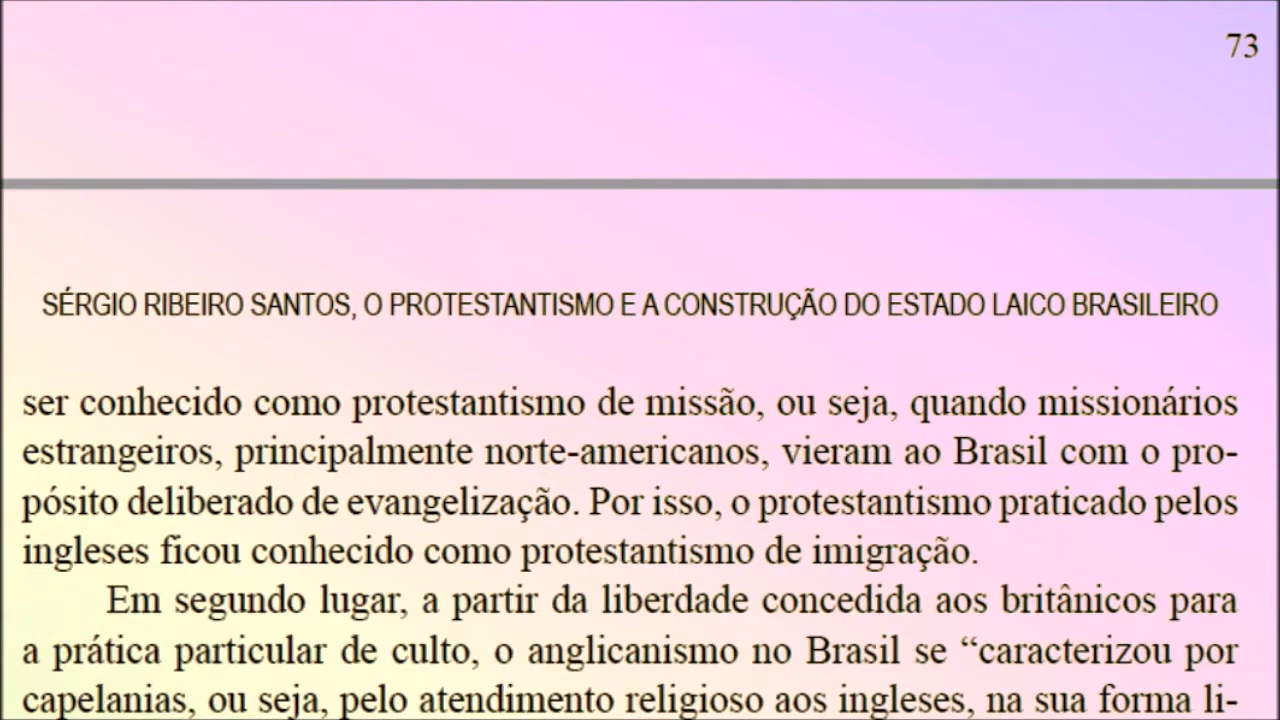 73
SÉRGIO RIBEIRO SANTOS, O PROTESTANTISMO E A CONSTRUÇÃO DO ESTADO LAICO BRASILEIRO
ser conhecido como protestantismo de missão, ou seja, quando missionários
estrangeiros, principalmente norte-americanos, vieram ao Brasil com o pro-
pósito deliberado de evangelização. Por isso, o protestantismo praticado pelos
ingleses ficou conhecido como protestantismo de imigração.
Em segundo lugar, a partir da liberdade concedida aos britânicos para
a prática particular de culto, o anglicanismo no Brasil se “caracterizou por
capelanias, ou seja, pelo atendimento religioso aos ingleses, na sua forma li-